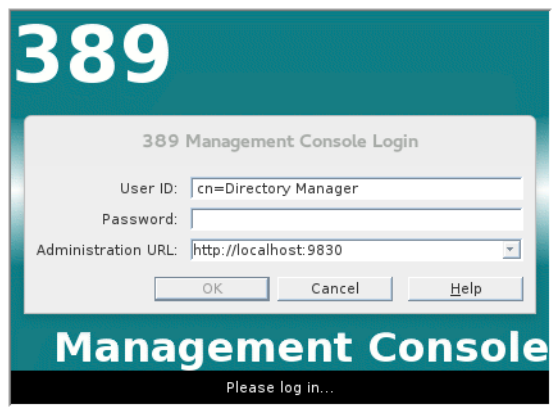 389
389 Management Console Login
User ID: cn=Directory Manager
Password:
Administration URL: http://localhost:9830
OK Cancel Help
Management Console
Please log in...